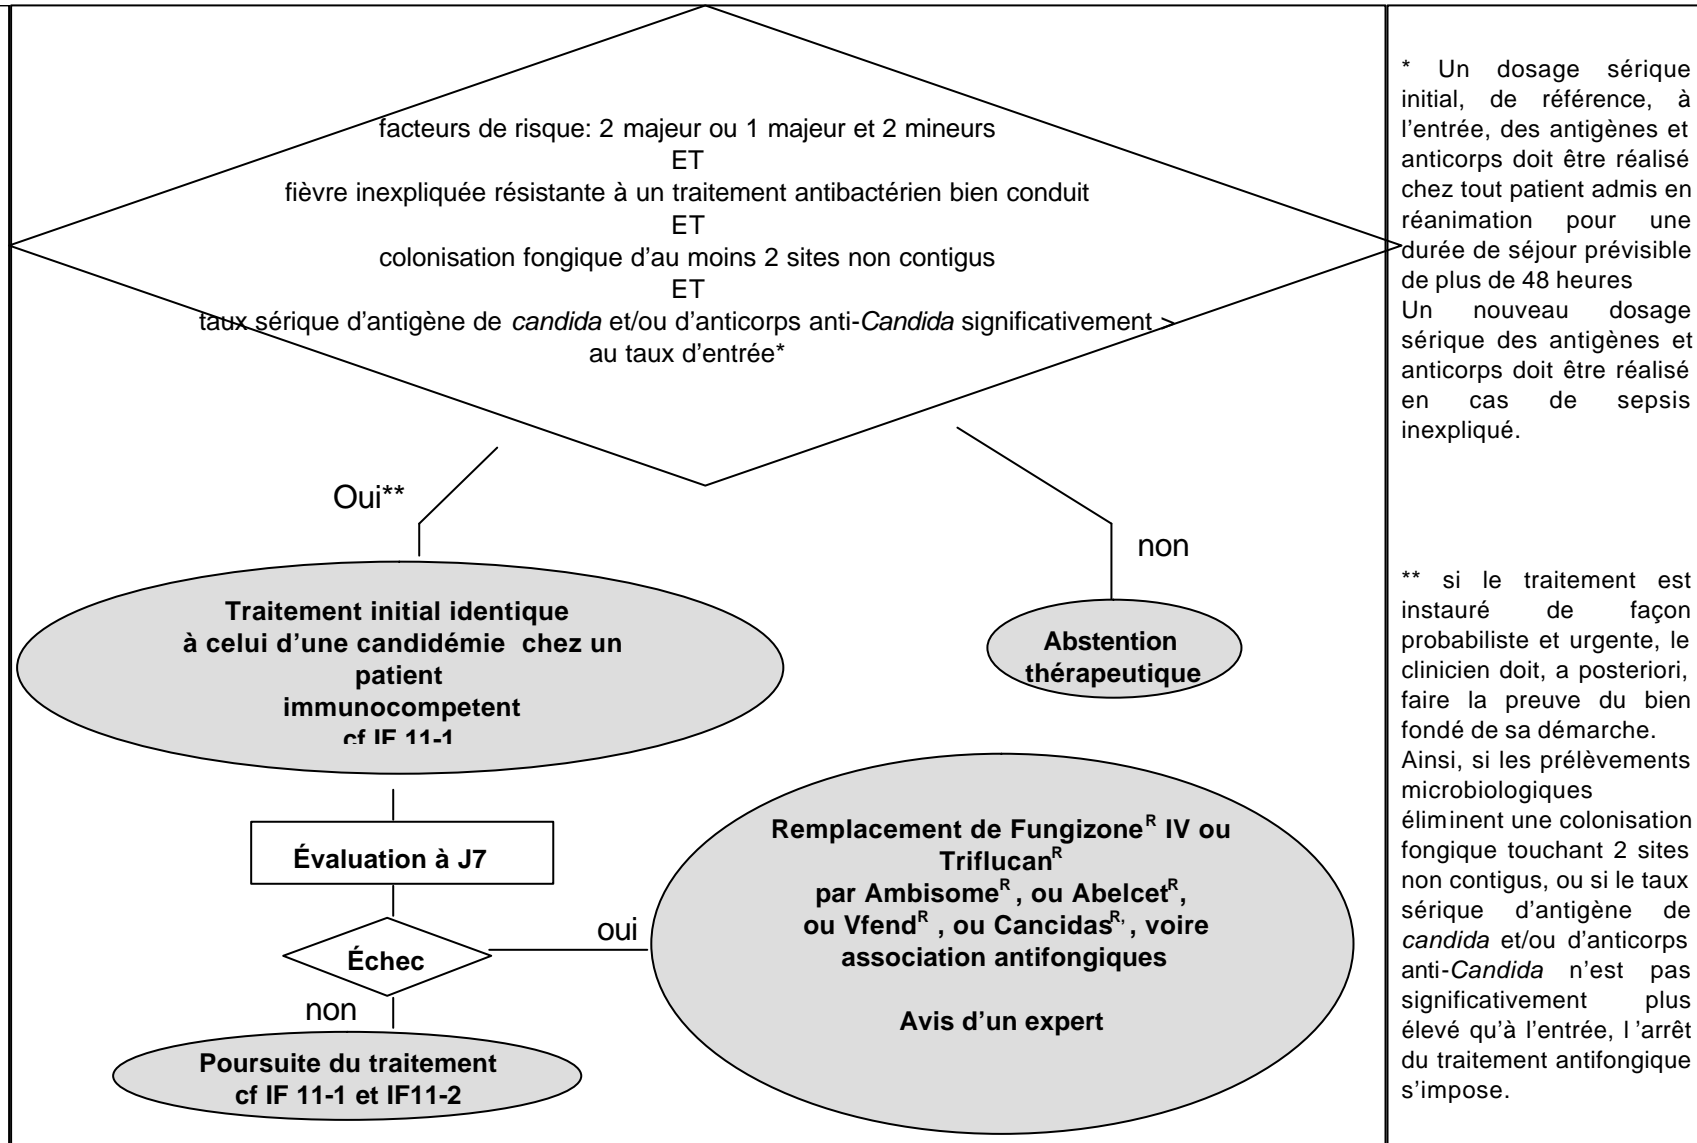 facteurs de risque: 2 majeur ou 1 majeur et 2 mineurs
ET
fièvre inexpliquée résistante à un traitement antibactérien bien conduit
ET
colonisation fongique d'au moins 2 sites non contigus
ET
taux sérique d'antigène de candida et/ou d'anticorps anti-Candida significativement >
au taux d'entrée*
Oui**
non
Traitement initial identique
à celui d'une candidémie chez un
patient
immunocompetent
cf IF 11-1
Abstention
thérapeutique
Évaluation à J7
Échec
oui
non
Remplacement de Fungizone^R IV ou
Triflucan^R
par Ambisome^R , ou Abelcet^R,
ou Vfend^R , ou Cancidas^R, , voire
association antifongiques
Avis d'un expert
Poursuite du traitement
cf IF 11-1 et IF11-2
* Un dosage sérique
initial, de référence, à
l'entrée, des antigènes et
anticorps doit être réalisé
chez tout patient admis en
réanimation pour une
durée de séjour prévisible
de plus de 48 heures
Un nouveau dosage
sérique des antigènes et
anticorps doit être réalisé
en cas de sepsis
inexpliqué.
** si le traitement est
instauré de façon
probabiliste et urgente, le
clinicien doit, a posteriori,
faire la preuve du bien
fondé de sa démarche.
Ainsi, si les prélèvements
microbiologiques
éliminent une colonisation
fongique touchant 2 sites
non contigus, ou si le taux
sérique d'antigène de
candida et/ou d'anticorps
anti-Candida n'est pas
significativement plus
élevé qu'à l'entrée, l 'arrêt
du traitement antifongique
s'impose.